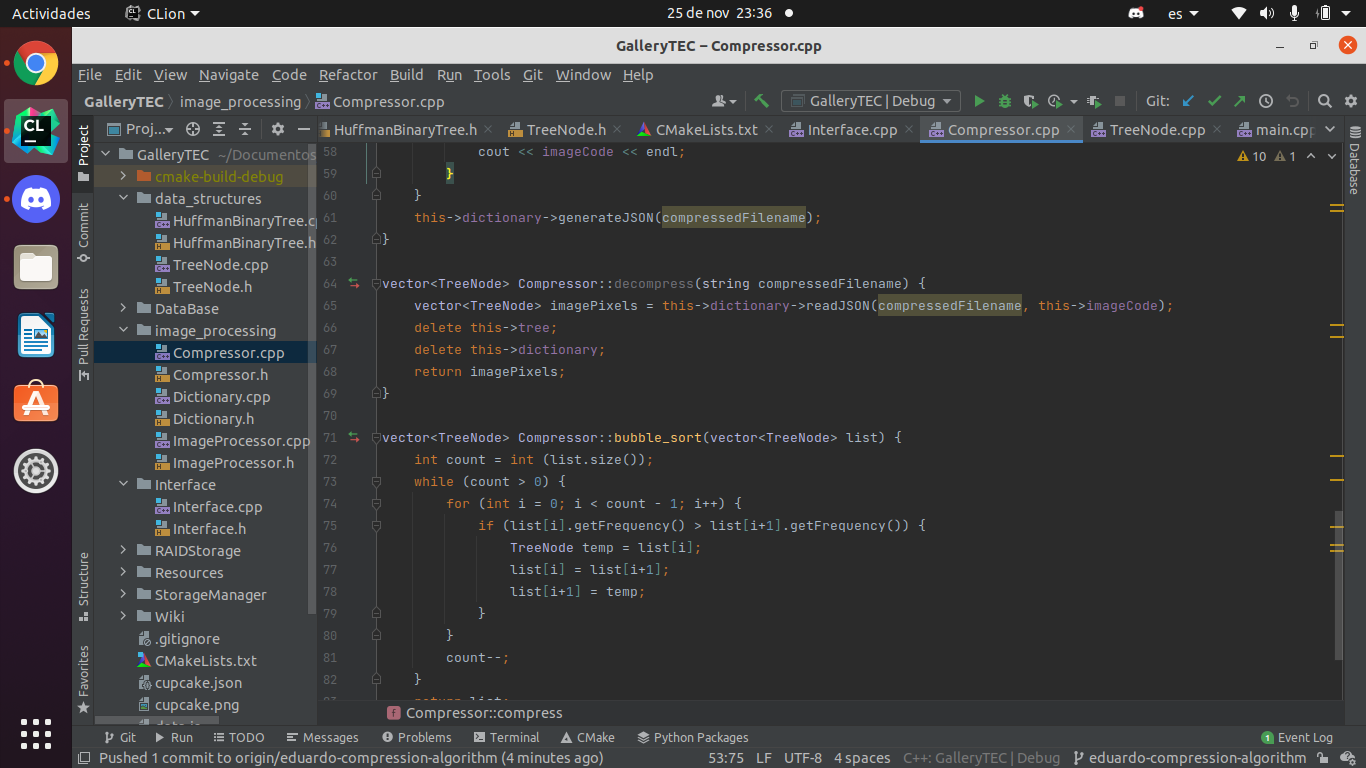 Actividades CLion 25 de nov 23:36 es
GalleryTEC – Compressor.cpp
File Edit View Navigate Code Refactor Build Run Tools Git Window Help
GalleryTEC image_processing Compressor.cpp GalleryTEC | Debug Git:
Proj... HuffmanBinaryTree.h TreeNode.h CMakeLists.txt Interface.cpp Compressor.cpp TreeNode.cpp main.cpp
Project
Commit
Pull Requests
Structure
Favorites
GalleryTEC ~/Documentos
cmake-build-debug
data_structures
HuffmanBinaryTree.c
HuffmanBinaryTree.h
TreeNode.cpp
TreeNode.h
DataBase
image_processing
Compressor.cpp
Compressor.h
Dictionary.cpp
Dictionary.h
ImageProcessor.cpp
ImageProcessor.h
Interface
Interface.cpp
Interface.h
RAIDStorage
Resources
StorageManager
Wiki
.gitignore
CMakeLists.txt
cupcake.json
cupcake.png
58 cout << imageCode << endl;
59 }
60 }
61 this->dictionary->generateJSON(compressedFilename);
62 }
63
64 vector<TreeNode> Compressor::decompress(string compressedFilename) {
65 vector<TreeNode> imagePixels = this->dictionary->readJSON(compressedFilename, this->imageCode);
66 delete this->tree;
67 delete this->dictionary;
68 return imagePixels;
69 }
70
71 vector<TreeNode> Compressor::bubble_sort(vector<TreeNode> list) {
72 int count = int (list.size());
73 while (count > 0) {
74 for (int i = 0; i < count - 1; i++) {
75 if (list[i].getFrequency() > list[i+1].getFrequency()) {
76 TreeNode temp = list[i];
77 list[i] = list[i+1];
78 list[i+1] = temp;
79 }
80 }
81 count--;
82 }
10 1
Database
Compressor::compress
Git Run TODO Messages Problems Terminal CMake Python Packages 1 Event Log
Pushed 1 commit to origin/eduardo-compression-algorithm (4 minutes ago) 53:75 LF UTF-8 4 spaces C++: GalleryTEC | Debug eduardo-compression-algorithm